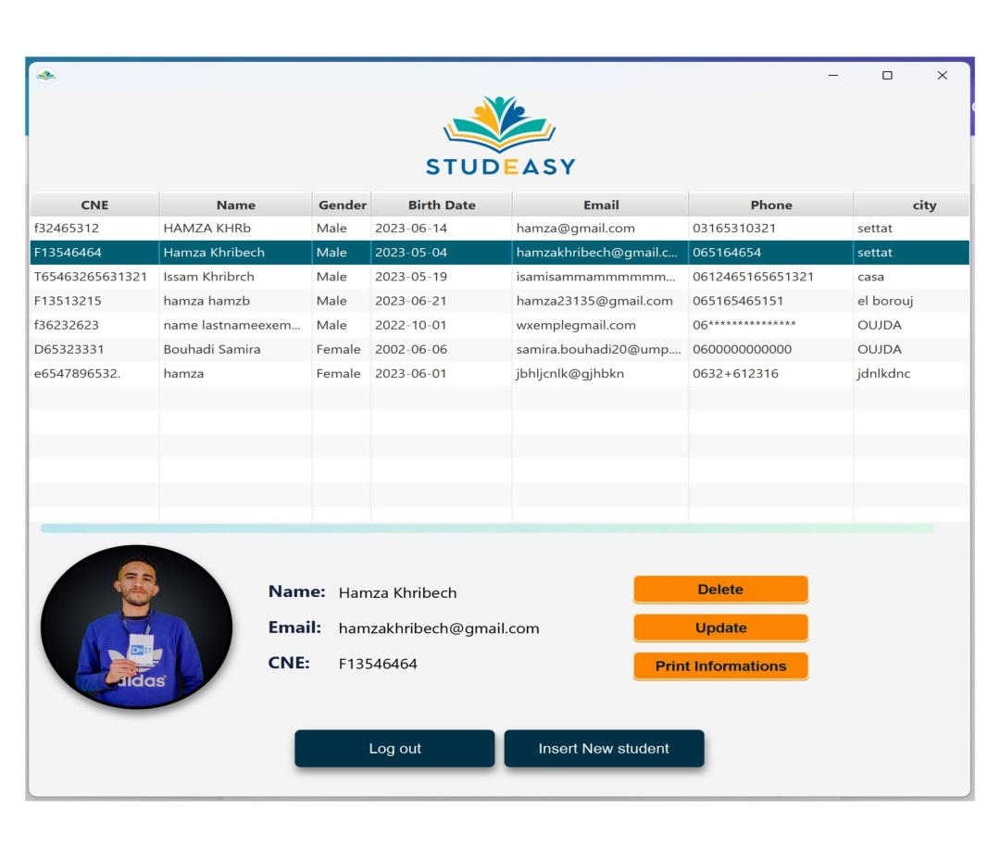 STUDEASY
CNE Name Gender Birth Date Email Phone city
f32465312 HAMZA KHRb Male 2023-06-14 hamza@gmail.com 03165310321 settat
F13546464 Hamza Khribech Male 2023-05-04 hamzakhribech@gmail.c... 065164654 settat
T65463265631321 Issam Khribrch Male 2023-05-19 isamisammammmmmm... 0612465165651321 casa
F13513215 hamza hamzb Male 2023-06-21 hamza23135@gmail.com 065165465151 el borouj
f36232623 name lastnameexem... Male 2022-10-01 wxemplegmail.com 06*************** OUJDA
D65323331 Bouhadi Samira Female 2002-06-06 samira.bouhadi20@ump.... 0600000000000 OUJDA
e6547896532. hamza Female 2023-06-01 jbhljcnlk@gjhbkn 0632+612316 jdnlkdnc
Name: Hamza Khribech
Email: hamzakhribech@gmail.com
CNE: F13546464
adidas
Delete
Update
Print Informations
Log out Insert New student